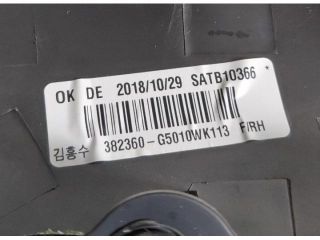 OK DE 2018/10/29 SATB10366 *
김홍수 382360-G5010WK113 F/RH